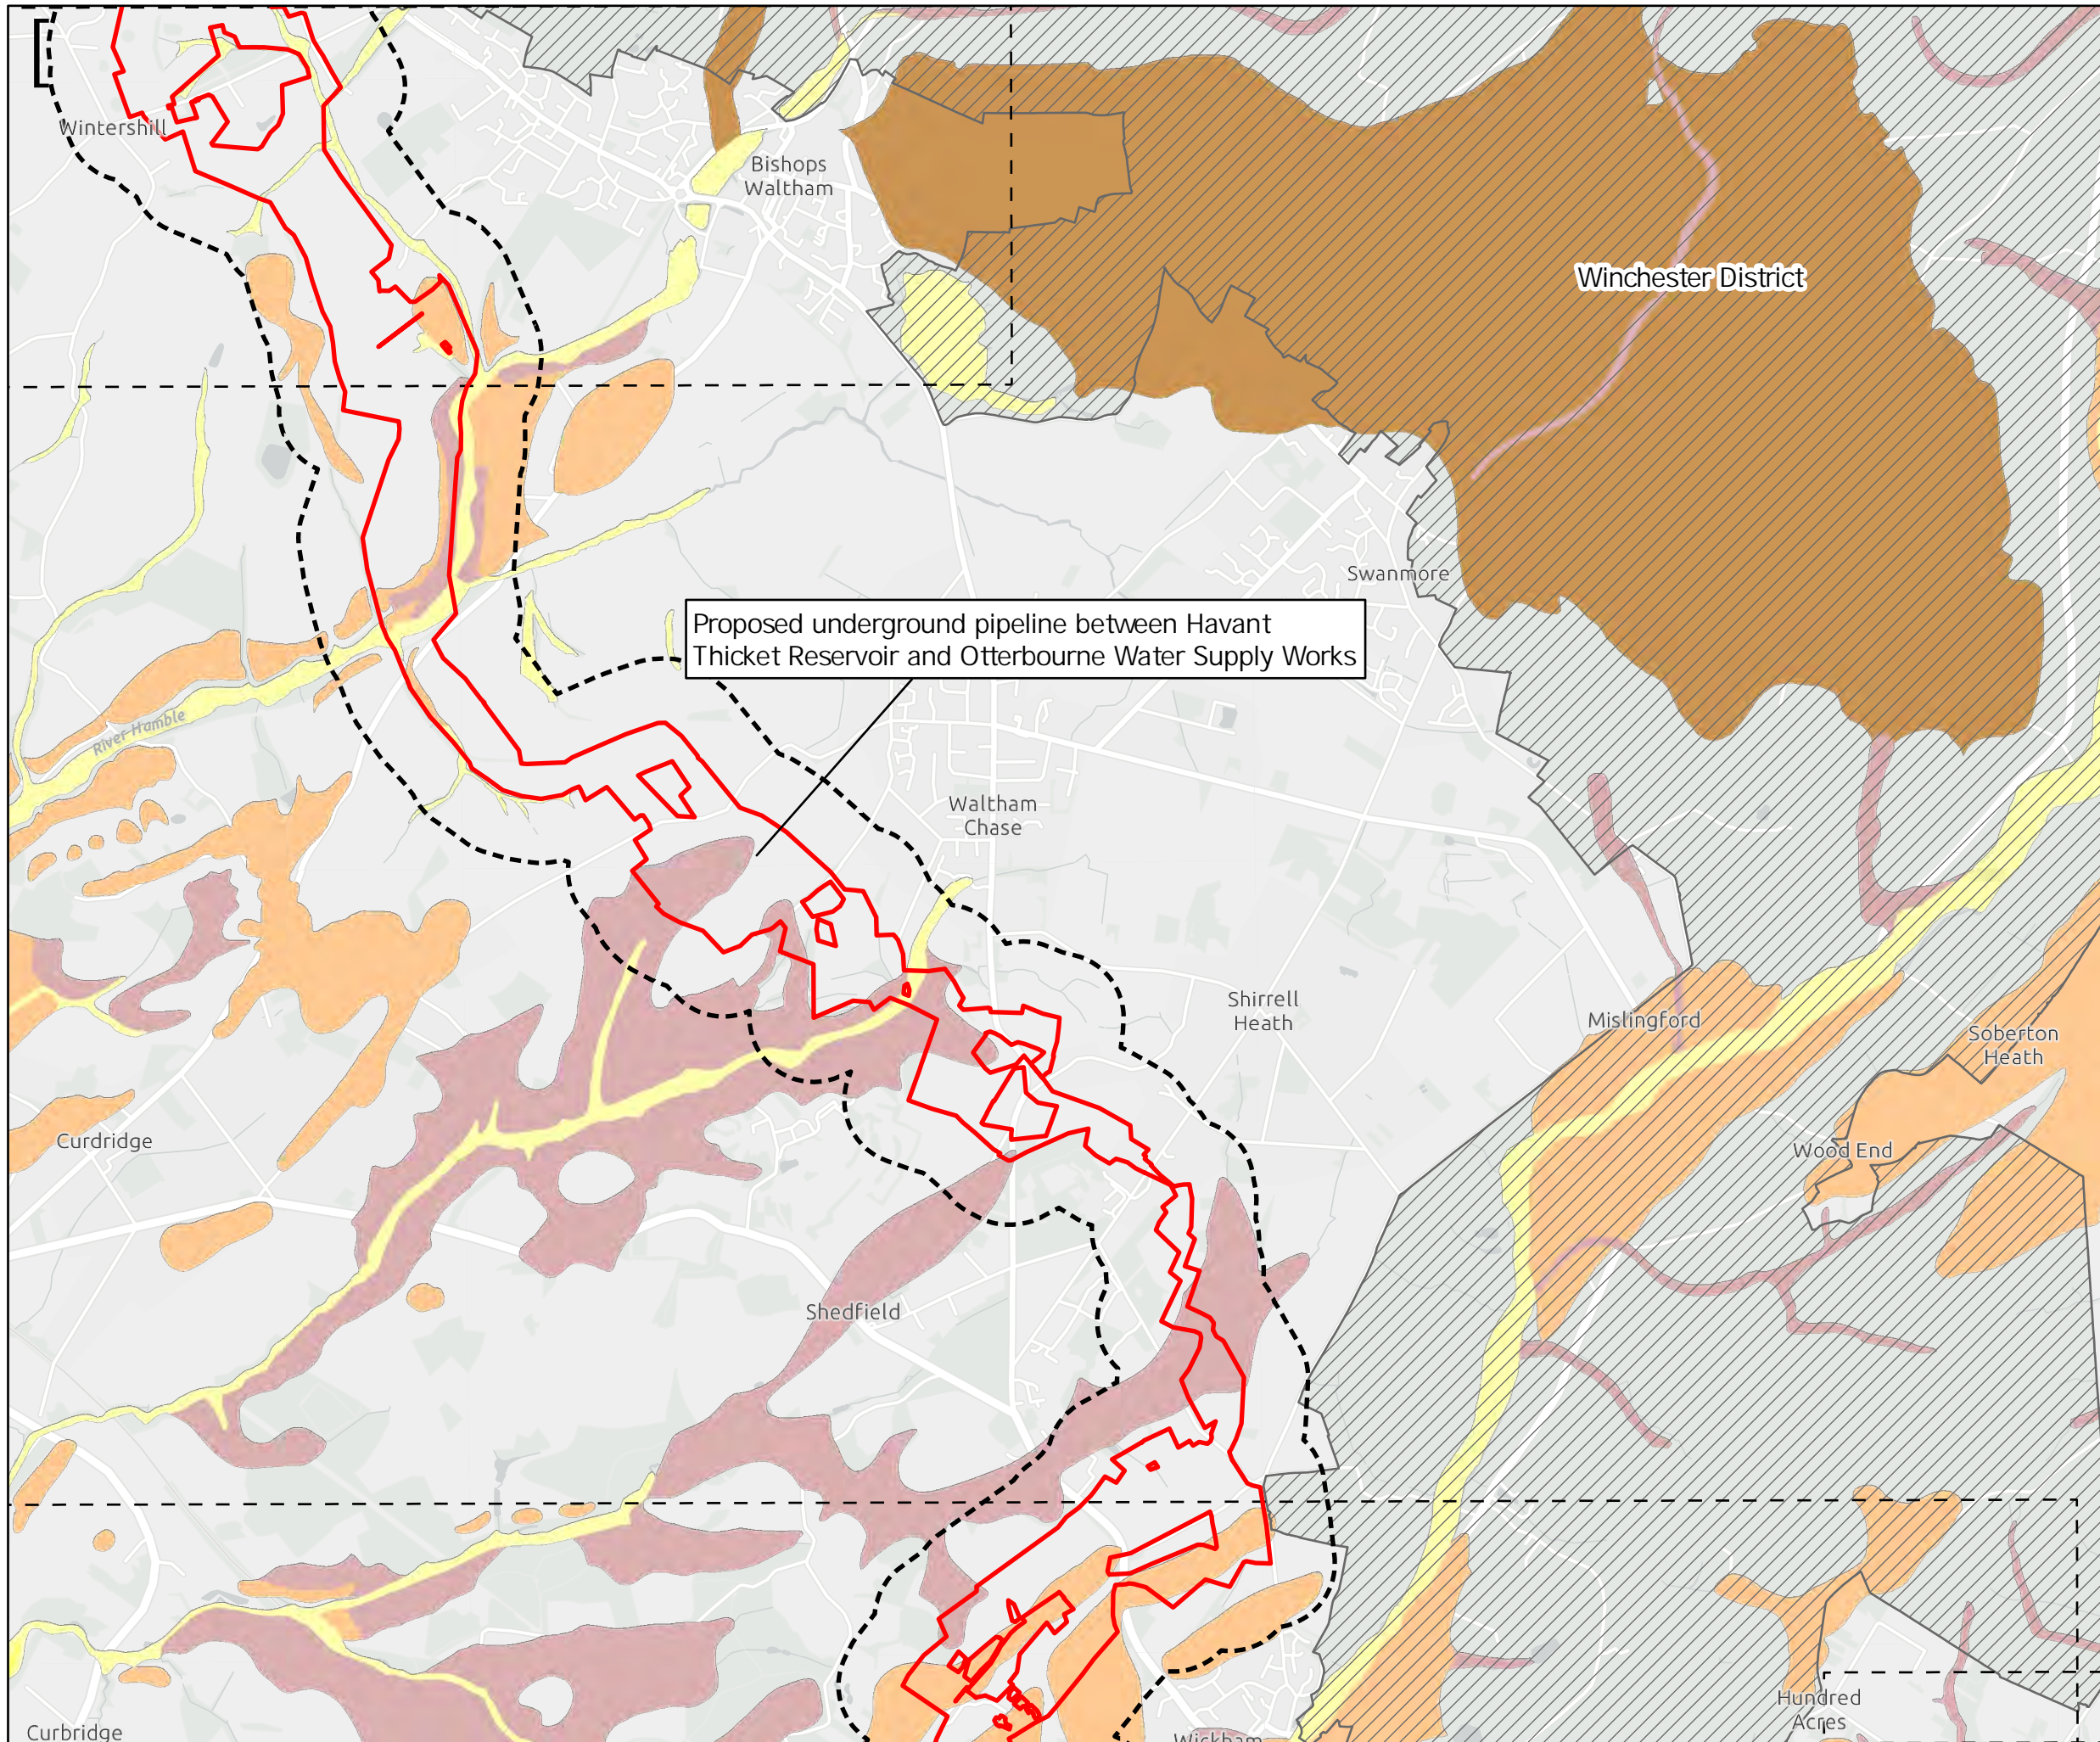 Wintershill
Bishops
Waltham
Winchester District
Swanmore
Proposed underground pipeline between Havant
Thicket Reservoir and Otterbourne Water Supply Works
River Hamble
Waltham
Chase
Shirrell
Heath
Mislingford
Soberton
Heath
Curdridge
Wood End
Shedfield
Hundred
Acres
Curbridge
Wickham